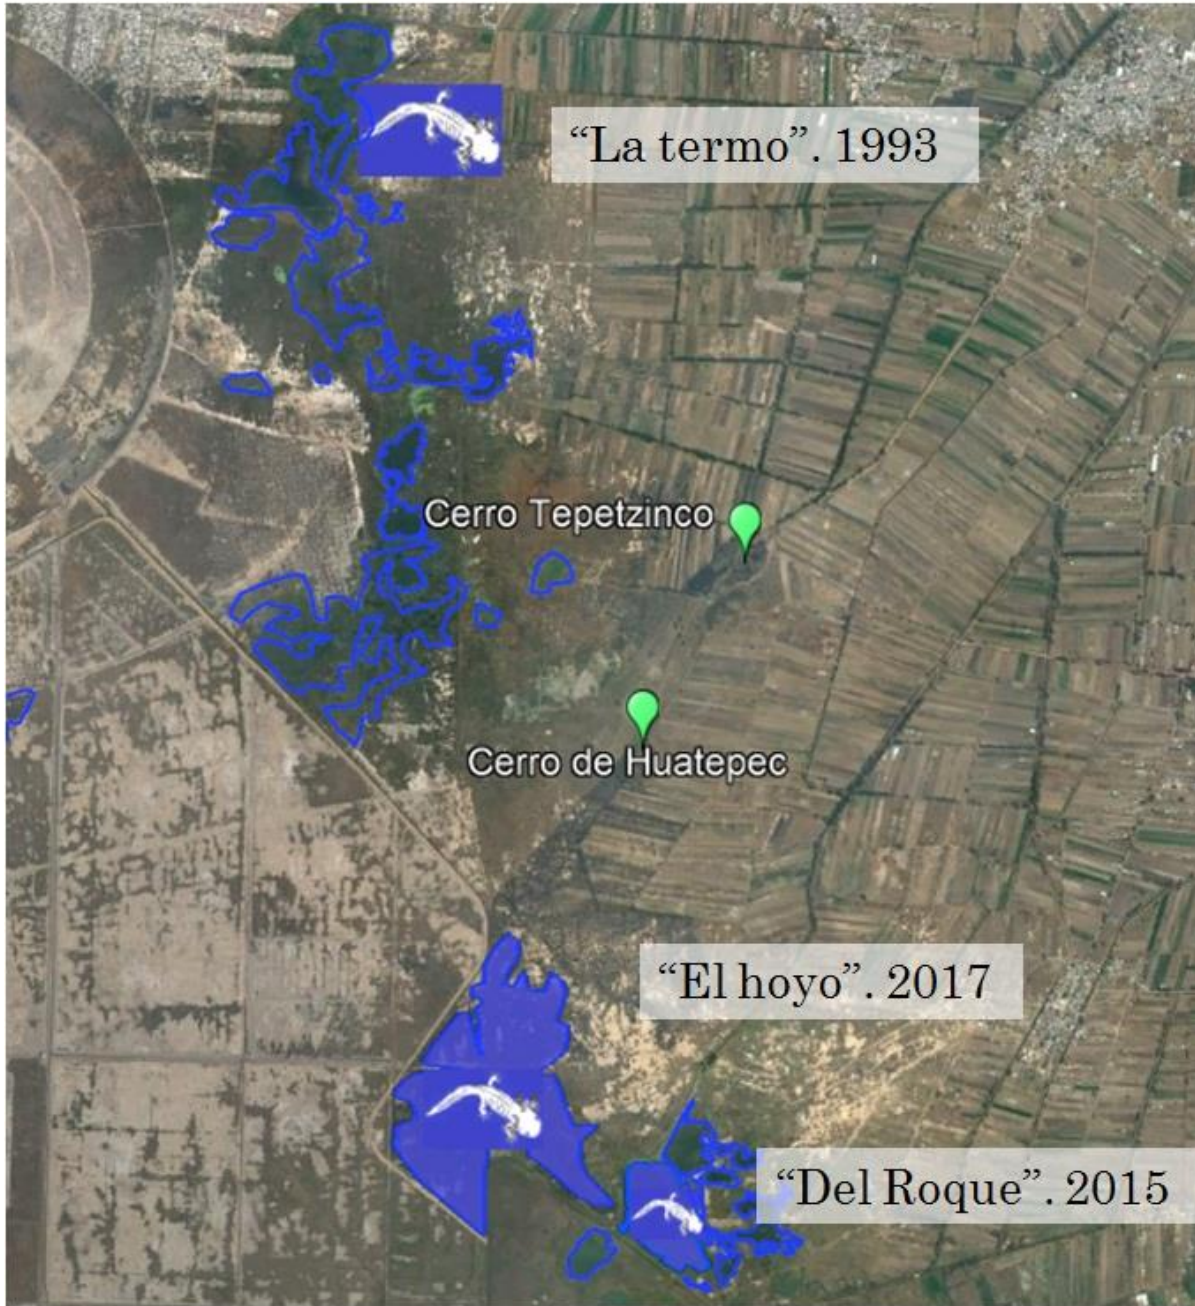 “La termo”. 1993
Cerro Tepetzinco
Cerro de Huatepec
“El hoyo”. 2017
“Del Roque”. 2015